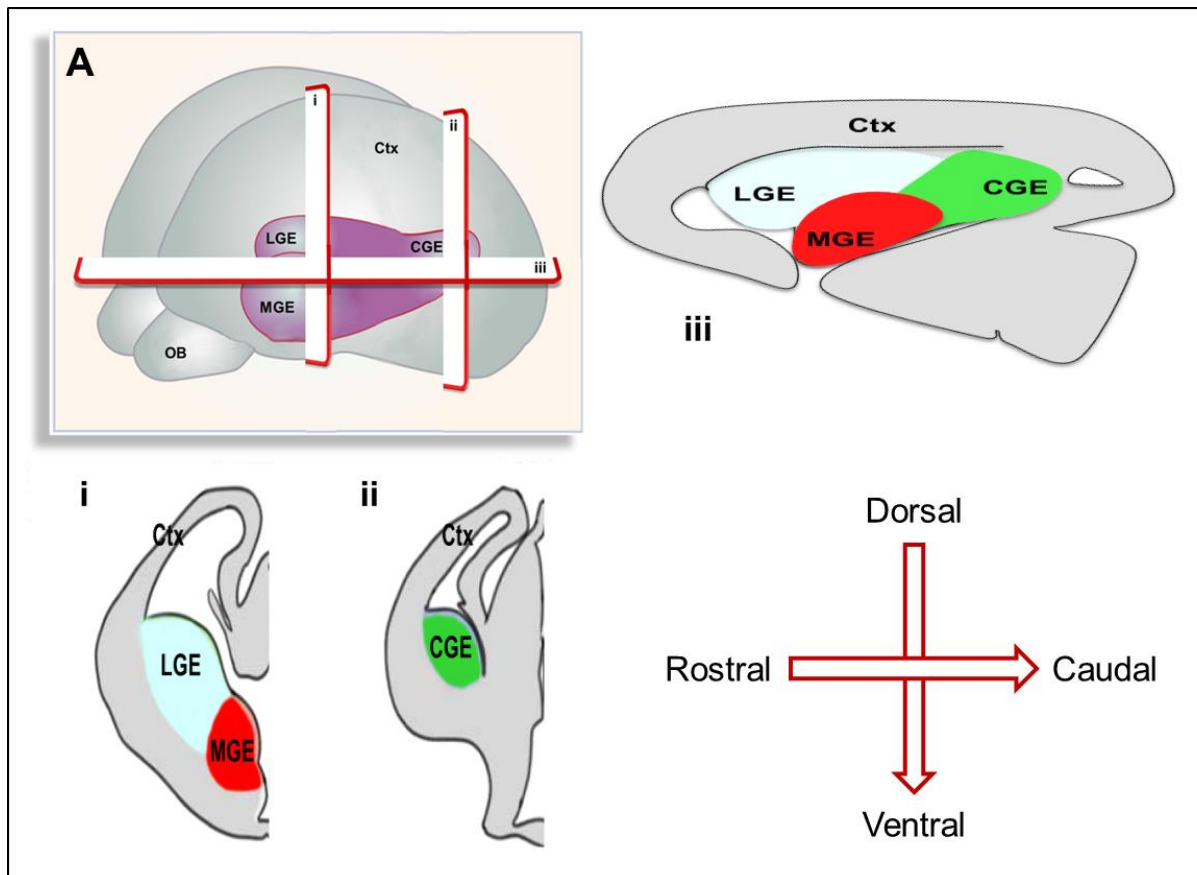 A
i
ii
Ctx
LGE
CGE
iii
MGE
OB
Ctx
LGE
CGE
MGE
iii
i
Ctx
LGE
MGE
ii
Ctx
CGE
Dorsal
Rostral
Caudal
Ventral